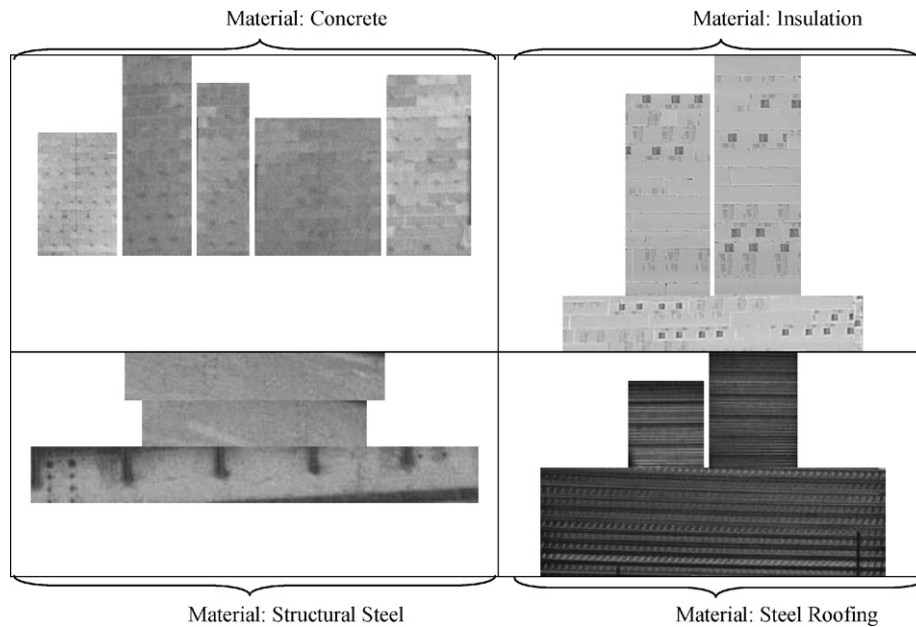 Material: Concrete
Material: Insulation
Material: Structural Steel
Material: Steel Roofing